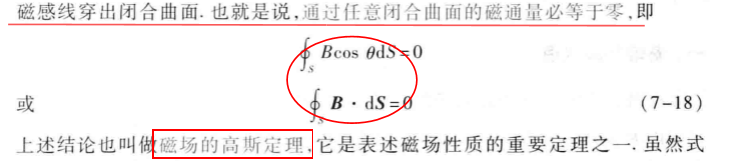 磁感线穿出闭合曲面. 也就是说,通过任意闭合曲面的磁通量必等于零,即
∮_S Bcos θdS=0
或 ∮_S B · dS=0 (7-18)
上述结论也叫做磁场的高斯定理,它是表述磁场性质的重要定理之一. 虽然式